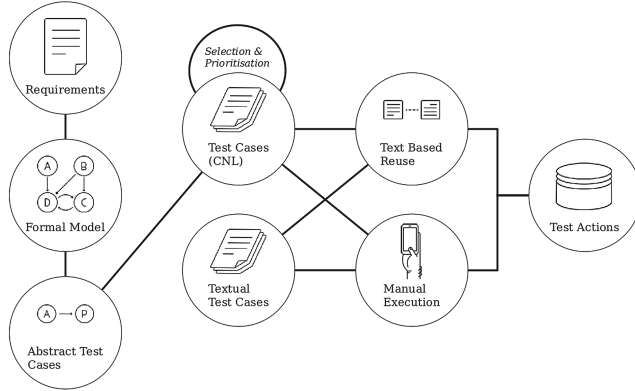 Requirements
A B
D C
Formal Model
A P
Abstract Test
Cases
Selection &
Prioritisation
Test Cases
(CNL)
Textual
Test Cases
Text Based
Reuse
Manual
Execution
Test Actions